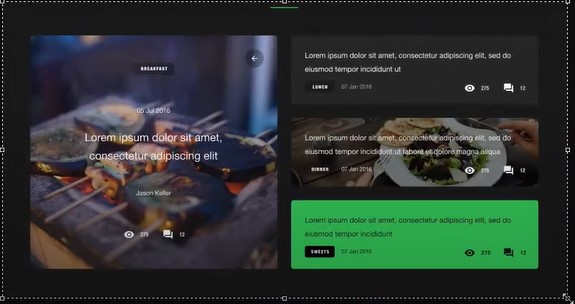 BREAKFAST
05 Jul 2016
Lorem ipsum dolor sit amet,
consectetur adipiscing elit
Jason Keller
275 12
Lorem ipsum dolor sit amet, consectetur adipiscing elit, sed do
eiusmod tempor incididunt ut
LUNCH 07 Jan 2016
275 12
Lorem ipsum dolor sit amet, consectetur adipiscing elit, sed do
eiusmod tempor incididunt ut labore et dolore magna aliqua
DINNER 07 Jan 2016
275 12
Lorem ipsum dolor sit amet, consectetur adipiscing elit, sed do
eiusmod tempor incididunt
SWEETS 07 Jan 2016
275 12